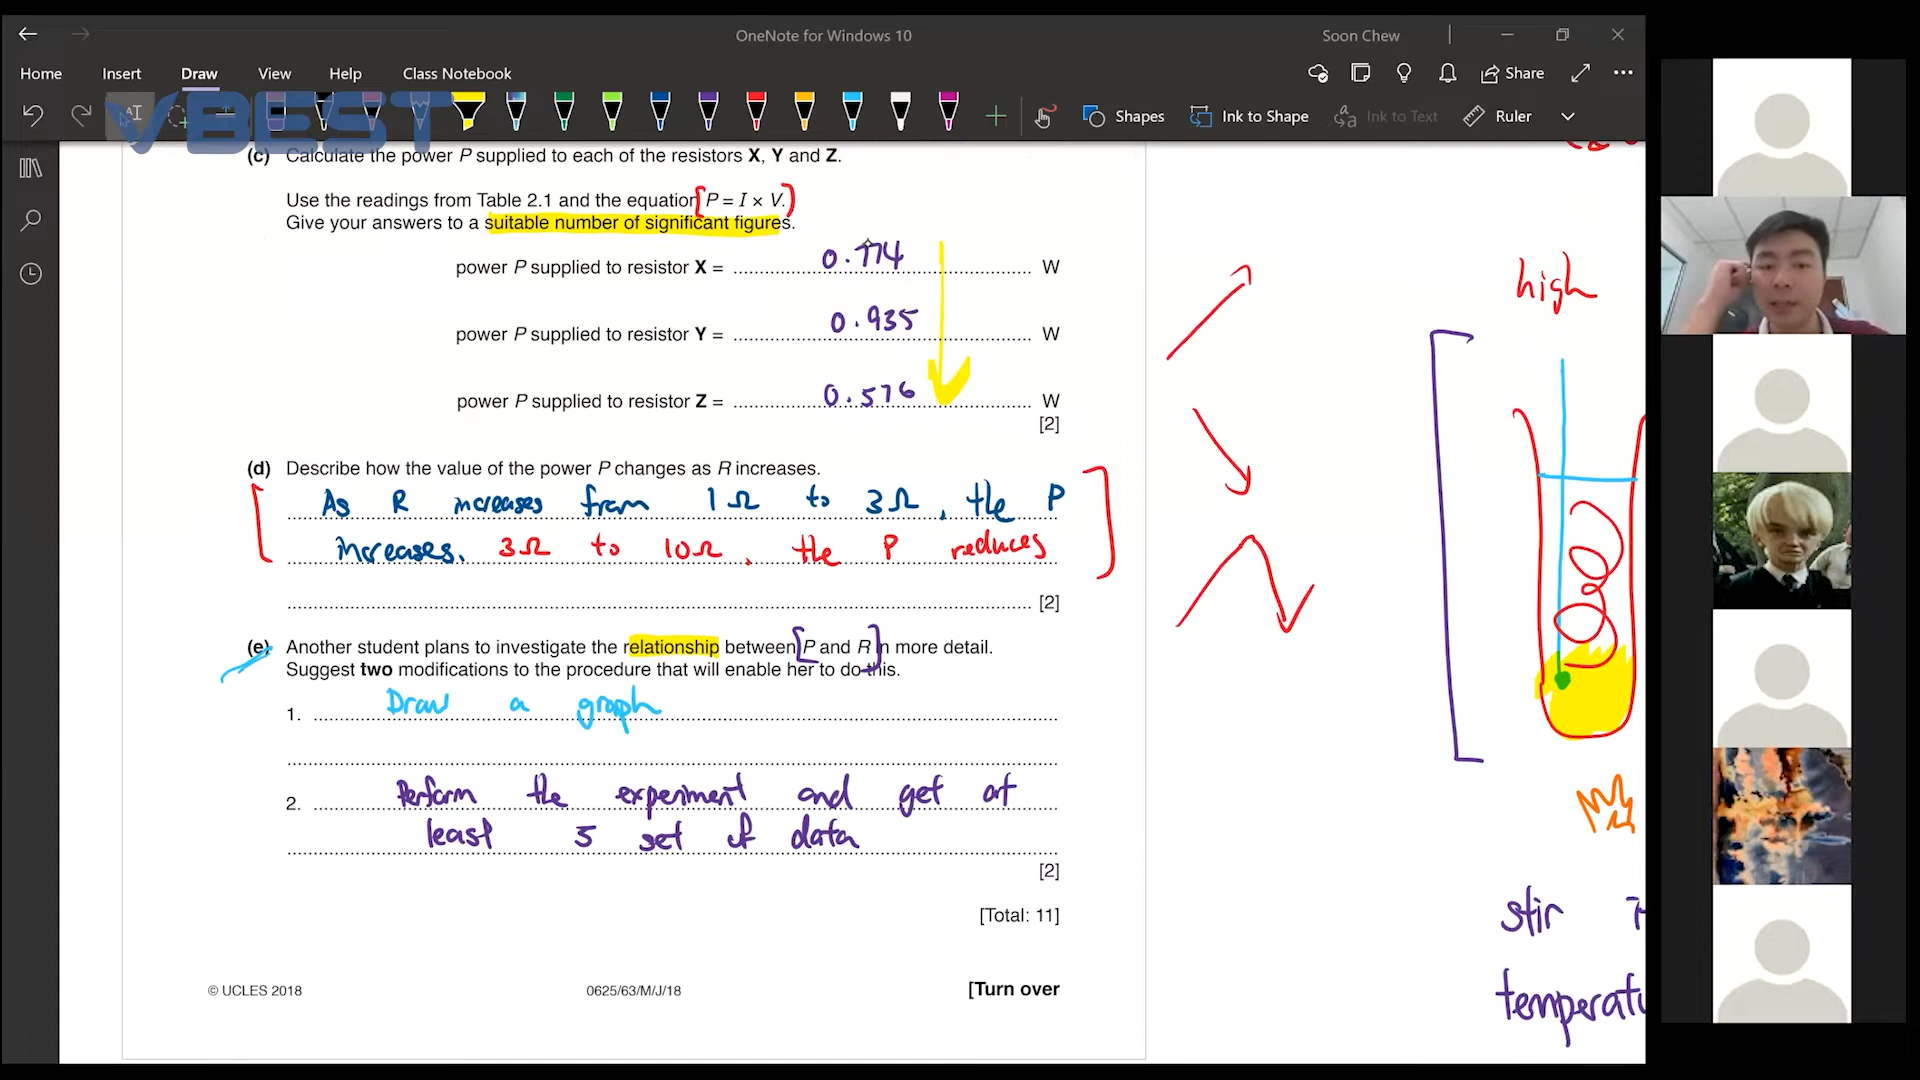 OneNote for Windows 10
Soon Chew
Home Insert Draw View Help Class Notebook
Share
Shapes Ink to Shape Ink to Text Ruler
VBEST
(c) Calculate the power P supplied to each of the resistors X, Y and Z.
Use the readings from Table 2.1 and the equation [P = I × V.]
Give your answers to a suitable number of significant figures.
power P supplied to resistor X = 0.774 W
power P supplied to resistor Y = 0.935 W
power P supplied to resistor Z = 0.576 W
[2]
(d) Describe how the value of the power P changes as R increases.
As R increases from 1Ω to 3Ω, the P
increases. 3Ω to 10Ω, the P reduces
[2]
(e) Another student plans to investigate the relationship between [P and R] in more detail.
Suggest two modifications to the procedure that will enable her to do this.
1. Draw a graph
2. Perform the experiment and get at
least 5 set of data
[2]
[Total: 11]
© UCLES 2018
0625/63/M/J/18
[Turn over
high
stir